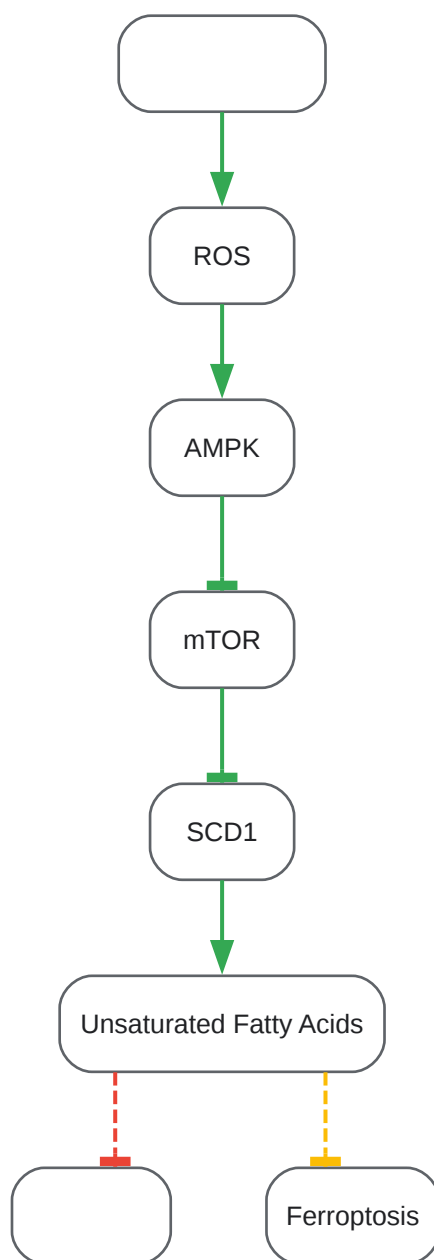 ROS
AMPK
mTOR
SCD1
Unsaturated Fatty Acids
Ferroptosis